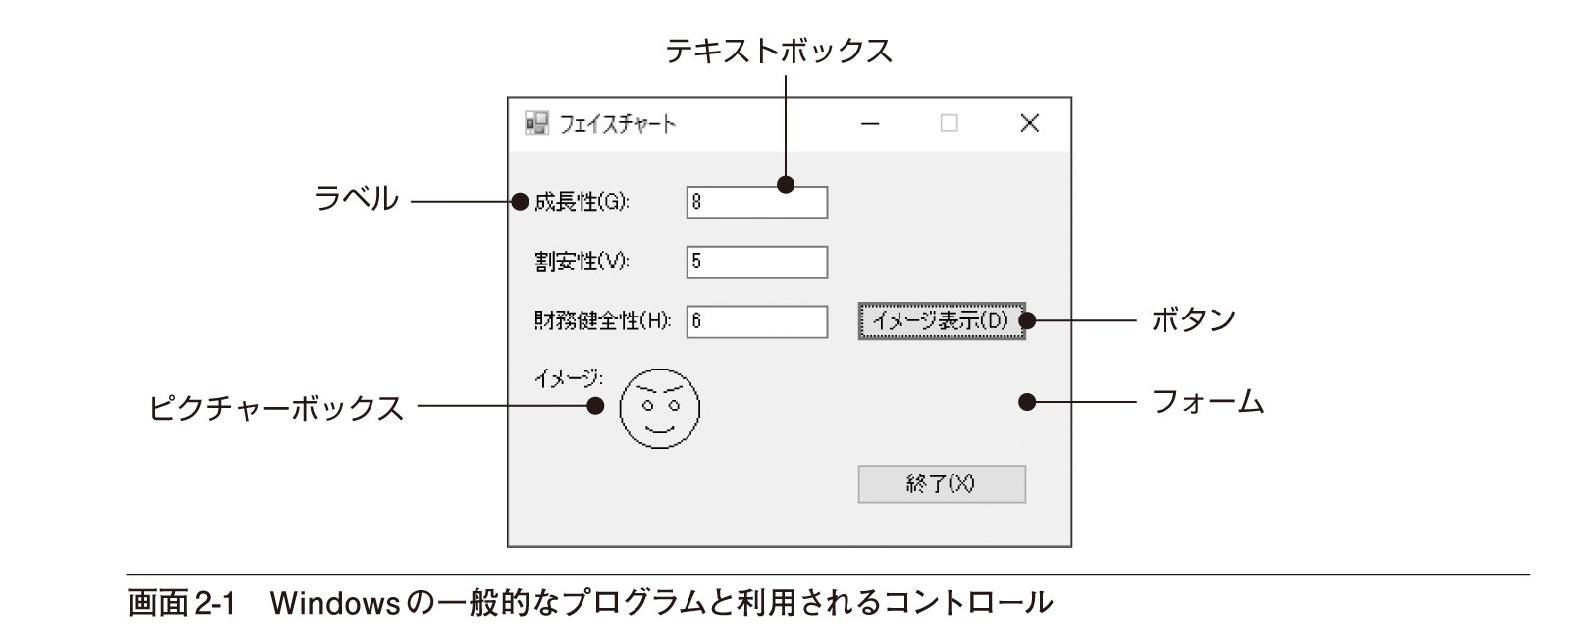 テキストボックス
フェイスチャート
ラベル
成長性(G):
8
割安性(V):
5
財務健全性(H):
6
イメージ表示(D)
ボタン
イメージ:
ピクチャーボックス
フォーム
終了(X)
画面2-1 Windowsの一般的なプログラムと利用されるコントロール